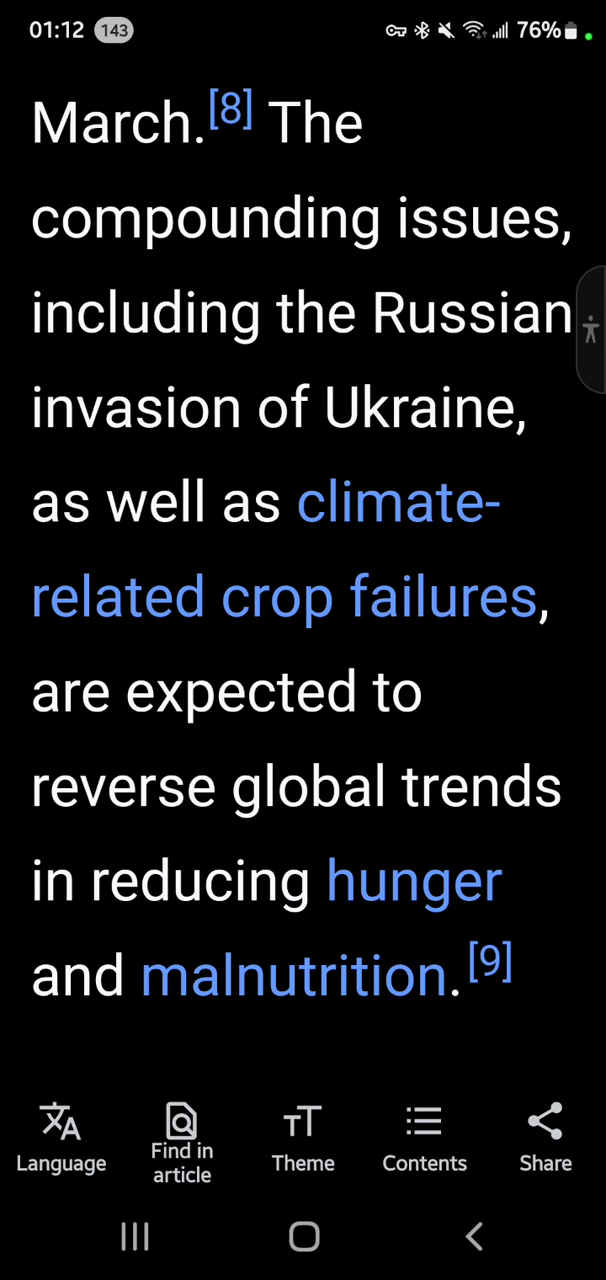 01:12 143 76%
March.[8] The
compounding issues,
including the Russian
invasion of Ukraine,
as well as climate-
related crop failures,
are expected to
reverse global trends
in reducing hunger
and malnutrition.[9]
Language
Find in
article
Theme
Contents
Share